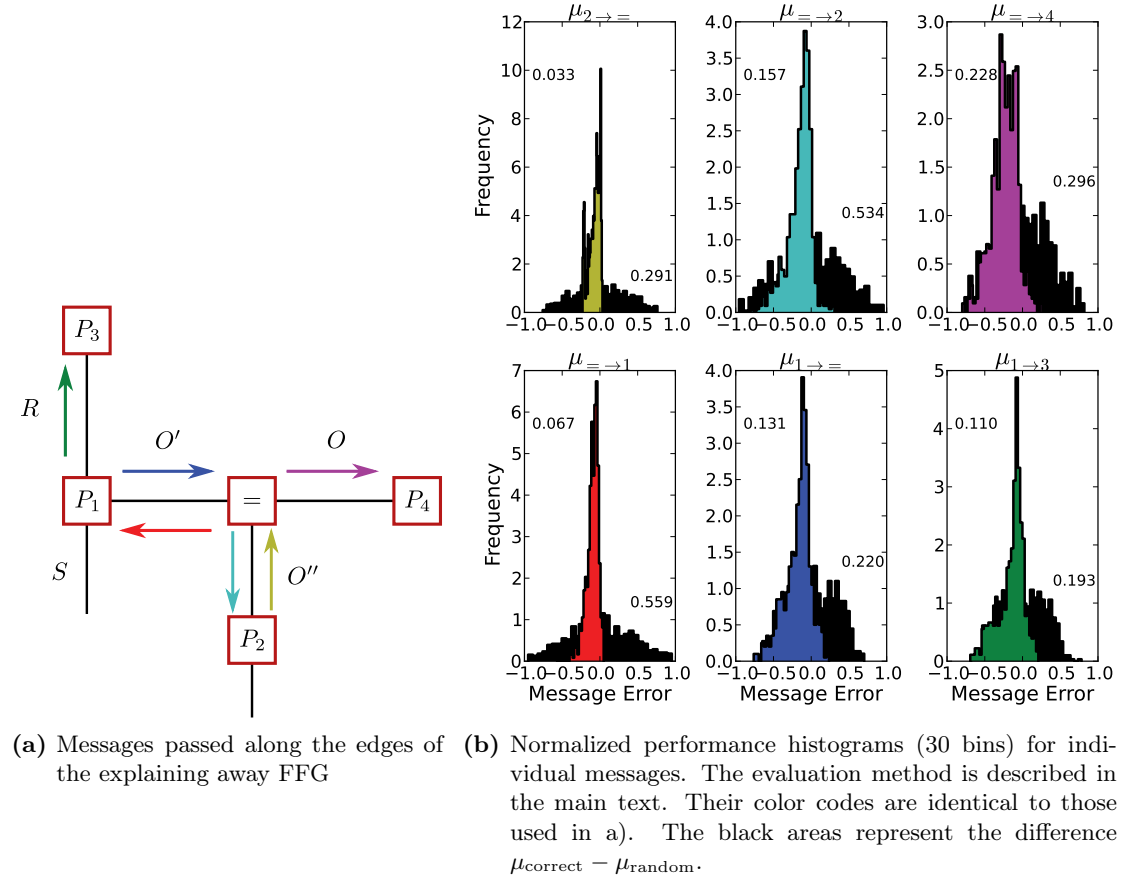 P₃
R
O′
O
P₁
=
P₄
S
O″
P₂
μ₂→₌
12
10
8
6
4
2
0
Frequency
0.033
0.291
−1.0 −0.5 0.0 0.5 1.0
μ₌→₂
4.0
3.5
3.0
2.5
2.0
1.5
1.0
0.5
0.0
0.157
0.534
−1.0 −0.5 0.0 0.5 1.0
μ₌→₄
3.0
2.5
2.0
1.5
1.0
0.5
0.0
0.228
0.296
−1.0 −0.5 0.0 0.5 1.0
μ₌→₁
7
6
5
4
3
2
1
0
Frequency
0.067
0.559
−1.0 −0.5 0.0 0.5 1.0
Message Error
μ₁→₌
4.0
3.5
3.0
2.5
2.0
1.5
1.0
0.5
0.0
0.131
0.220
−1.0 −0.5 0.0 0.5 1.0
Message Error
μ₁→₃
5
4
3
2
1
0
0.110
0.193
−1.0 −0.5 0.0 0.5 1.0
Message Error
(a) Messages passed along the edges of
the explaining away FFG
(b) Normalized performance histograms (30 bins) for indi-
vidual messages. The evaluation method is described in
the main text. Their color codes are identical to those
used in a). The black areas represent the difference
μcorrect − μrandom.